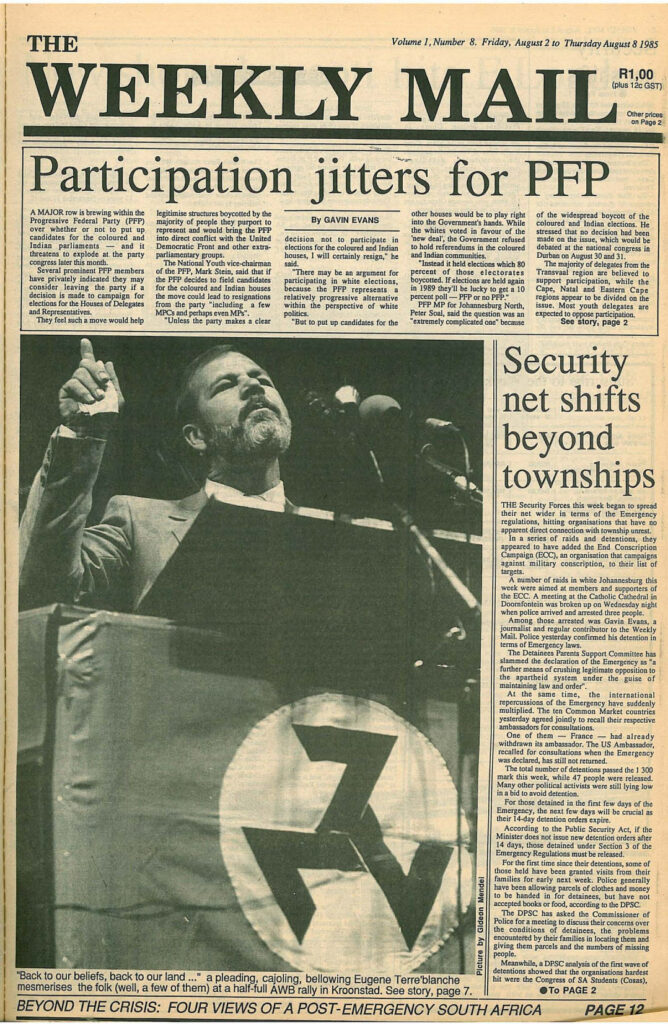 THE
WEEKLY MAIL
Volume 1, Number 8. Friday, August 2 to Thursday August 8 1985
R1,00
(plus 12c GST)
Other prices
on Page 2
Participation jitters for PFP
A MAJOR row is brewing within the
Progressive Federal Party (PFP)
over whether or not to put up
candidates for the coloured and
Indian parliaments — and it
threatens to explode at the party
congress later this month.
Several prominent PFP members
have privately indicated they may
consider leaving the party if a
decision is made to campaign for
elections for the Houses of Delegates
and Representatives.
They feel such a move would help
legitimise structures boycotted by the
majority of people they purport to
represent and would bring the PFP
into direct conflict with the United
Democratic Front and other extra-
parliamentary groups.
The National Youth vice-chairman
of the PFP, Mark Stein, said that if
the PFP decides to field candidates
for the coloured and Indian houses
the move could lead to resignations
from the party "including a few
MPCs and perhaps even MPs".
"Unless the party makes a clear
By GAVIN EVANS
decision not to participate in
elections for the coloured and Indian
houses, I will certainly resign," he
said.
"There may be an argument for
participating in white elections,
because the PFP represents a
relatively progressive alternative
within the perspective of white
politics.
"But to put up candidates for the
other houses would be to play right
into the Government's hands. While
the whites voted in favour of the
'new deal', the Government refused
to hold referendums in the coloured
and Indian communities.
"Instead it held elections which 80
percent of those electorates
boycotted. If elections are held again
in 1989 they'll be lucky to get a 10
percent poll — PFP or no PFP."
PFP MP for Johannesburg North,
Peter Soal, said the question was an
"extremely complicated one" because
of the widespread boycott of the
coloured and Indian elections. He
stressed that no decision had been
made on the issue, which would be
debated at the national congress in
Durban on August 30 and 31.
The majority of delegates from the
Transvaal region are believed to
support participation, while the
Cape, Natal and Eastern Cape
regions appear to be divided on the
issue. Most youth delegates are
expected to oppose participation.
See story, page 2
Security
net shifts
beyond
townships
THE Security Forces this week began to spread
their net wider in terms of the Emergency
regulations, hitting organisations that have no
apparent direct connection with township unrest.
In a series of raids and detentions, they
appeared to have added the End Conscription
Campaign (ECC), an organisation that campaigns
against military conscription, to their list of
targets.
A number of raids in white Johannesburg this
week were aimed at members and supporters of
the ECC. A meeting at the Catholic Cathedral in
Doornfontein was broken up on Wednesday night
when police arrived and arrested three people.
Among those arrested was Gavin Evans, a
journalist and regular contributor to the Weekly
Mail. Police yesterday confirmed his detention in
terms of Emergency laws.
The Detainees Parents Support Committee has
slammed the declaration of the Emergency as "a
further means of crushing legitimate opposition to
the apartheid system under the guise of
maintaining law and order".
At the same time, the international
repercussions of the Emergency have suddenly
multiplied. The ten Common Market countries
yesterday agreed jointly to recall their respective
ambassadors for consultations.
One of them — France — had already
withdrawn its ambassador. The US Ambassador,
recalled for consultations when the Emergency
was declared, has still not returned.
The total number of detentions passed the 1 300
mark this week, while 47 people were released.
Many other political activists were still lying low
in a bid to avoid detention.
For those detained in the first few days of the
Emergency, the next few days will be crucial as
their 14-day detention orders expire.
According to the Public Security Act, if the
Minister does not issue new detention orders after
14 days, those detained under Section 3 of the
Emergency Regulations must be released.
For the first time since their detentions, some of
those held have been granted visits from their
families for early next week. Police generally
have been allowing parcels of clothes and money
to be handed in for detainees, but have not
accepted books or food, according to the DPSC.
The DPSC has asked the Commissioner of
Police for a meeting to discuss their concerns over
the conditions of detainees, the problems
encountered by their families in locating them and
giving them parcels and the numbers of missing
people.
Meanwhile, a DPSC analysis of the first wave of
detentions showed that the organisations hardest
hit were the Congress of SA Students (Cosas),
●To PAGE 2
Picture by Gideon Mendel
"Back to our beliefs, back to our land ..." a pleading, cajoling, bellowing Eugene Terre'blanche
mesmerises the folk (well, a few of them) at a half-full AWB rally in Kroonstad. See story, page 7.
BEYOND THE CRISIS: FOUR VIEWS OF A POST-EMERGENCY SOUTH AFRICA PAGE 12